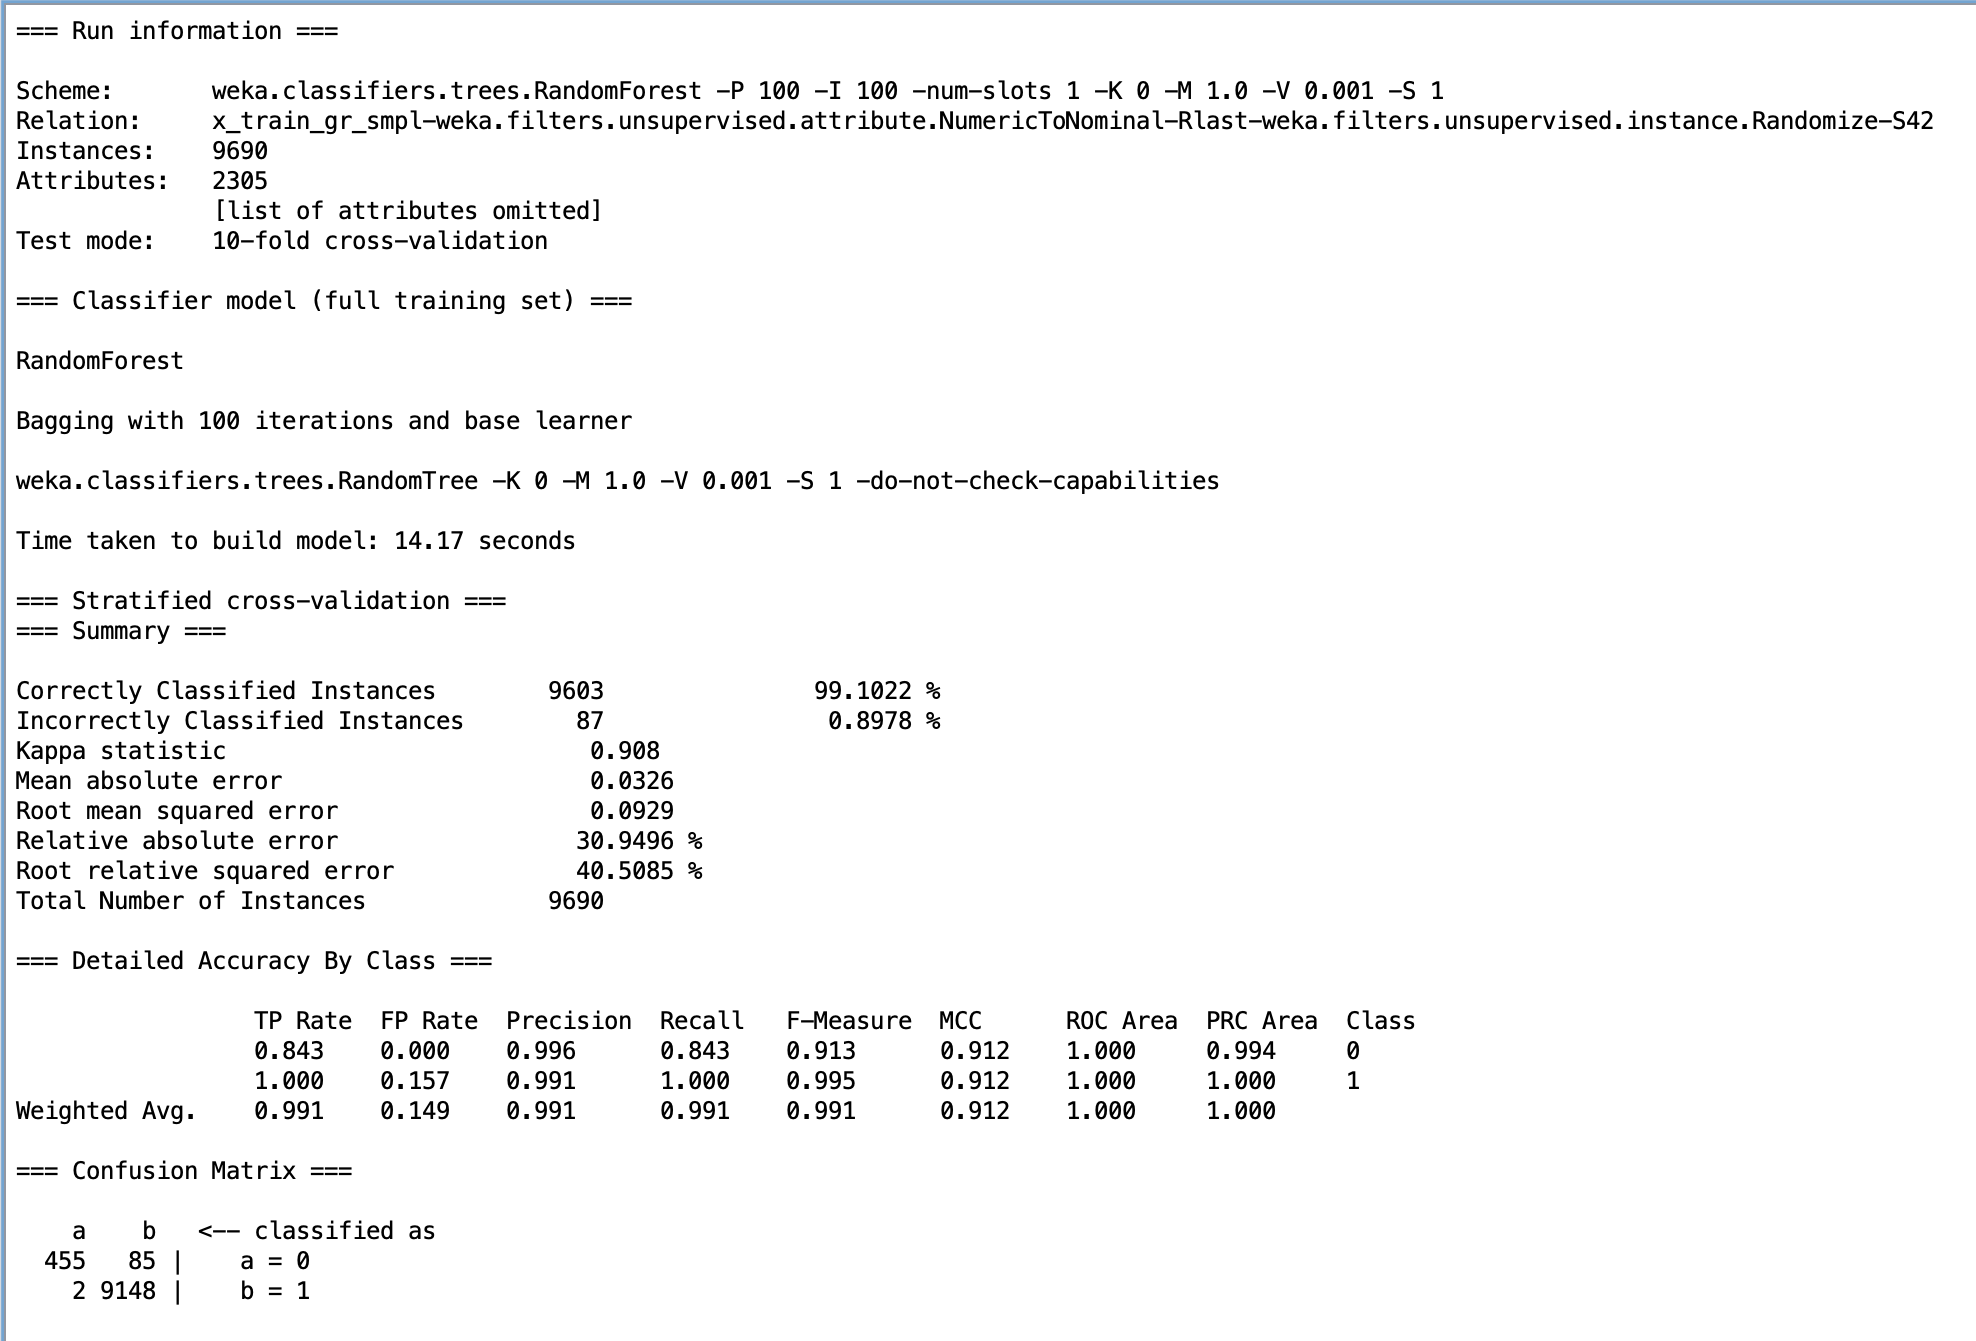 === Run information ===
Scheme:       weka.classifiers.trees.RandomForest -P 100 -I 100 -num-slots 1 -K 0 -M 1.0 -V 0.001 -S 1
Relation:     x_train_gr_smpl-weka.filters.unsupervised.attribute.NumericToNominal-Rlast-weka.filters.unsupervised.instance.Randomize-S42
Instances:    9690
Attributes:   2305
              [list of attributes omitted]
Test mode:    10-fold cross-validation
=== Classifier model (full training set) ===
RandomForest
Bagging with 100 iterations and base learner
weka.classifiers.trees.RandomTree -K 0 -M 1.0 -V 0.001 -S 1 -do-not-check-capabilities
Time taken to build model: 14.17 seconds
=== Stratified cross-validation ===
=== Summary ===
Correctly Classified Instances        9603               99.1022 %
Incorrectly Classified Instances        87                0.8978 %
Kappa statistic                          0.908
Mean absolute error                      0.0326
Root mean squared error                  0.0929
Relative absolute error                 30.9496 %
Root relative squared error             40.5085 %
Total Number of Instances             9690
=== Detailed Accuracy By Class ===
                 TP Rate  FP Rate  Precision  Recall   F-Measure  MCC      ROC Area  PRC Area  Class
                 0.843    0.000    0.996      0.843    0.913      0.912    1.000     0.994     0
                 1.000    0.157    0.991      1.000    0.995      0.912    1.000     1.000     1
Weighted Avg.    0.991    0.149    0.991      0.991    0.991      0.912    1.000     1.000
=== Confusion Matrix ===
    a    b   <-- classified as
  455   85 |    a = 0
    2 9148 |    b = 1